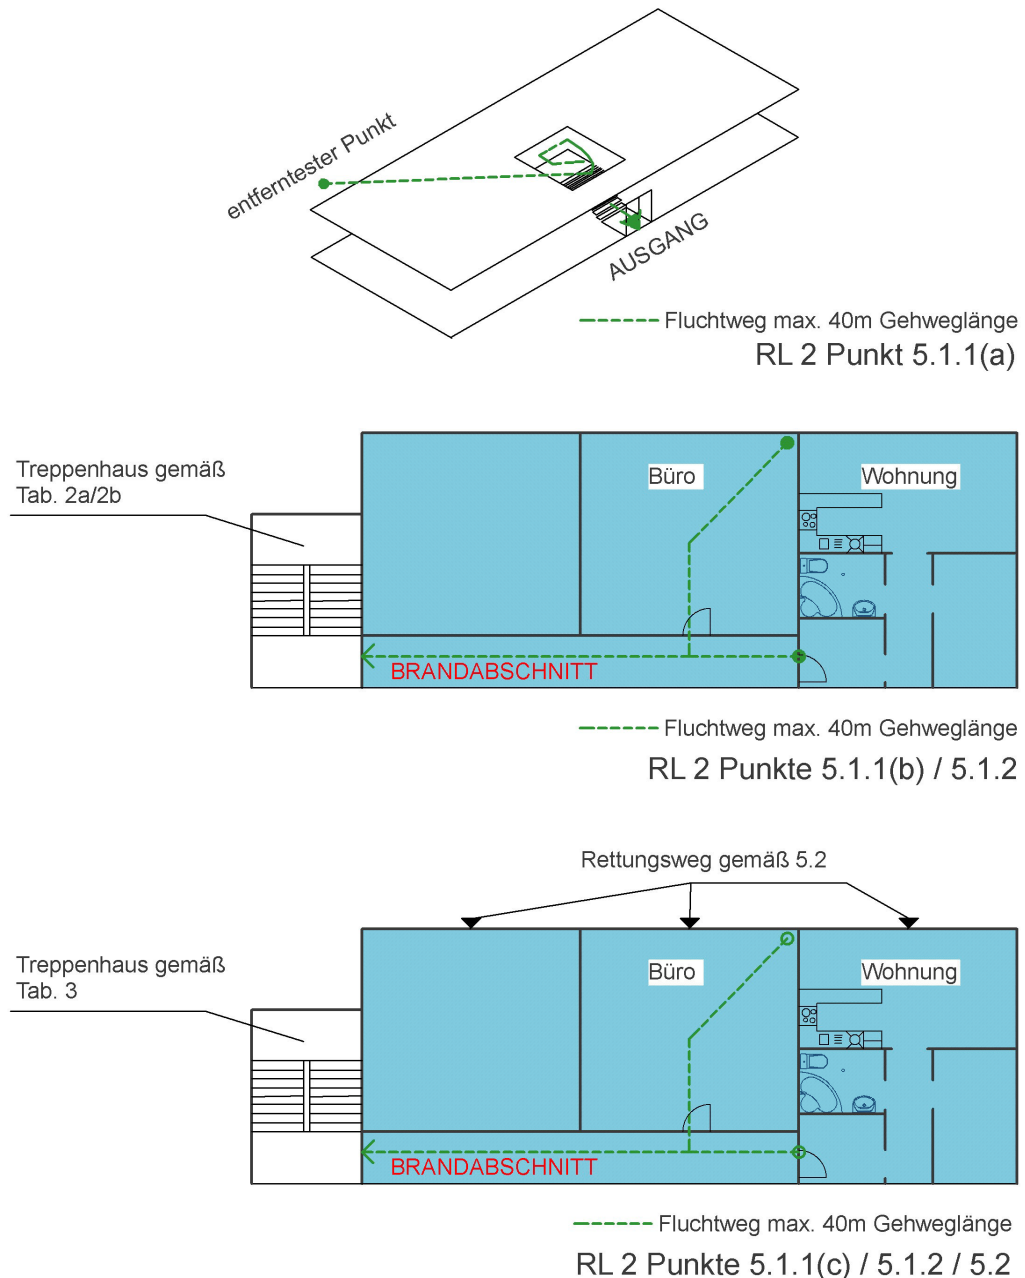 entferntester Punkt
AUSGANG
Fluchtweg max. 40m Gehweglänge
RL 2 Punkt 5.1.1(a)
Treppenhaus gemäß
Tab. 2a/2b
Büro
Wohnung
BRANDABSCHNITT
Fluchtweg max. 40m Gehweglänge
RL 2 Punkte 5.1.1(b) / 5.1.2
Rettungsweg gemäß 5.2
Treppenhaus gemäß
Tab. 3
Büro
Wohnung
BRANDABSCHNITT
Fluchtweg max. 40m Gehweglänge
RL 2 Punkte 5.1.1(c) / 5.1.2 / 5.2